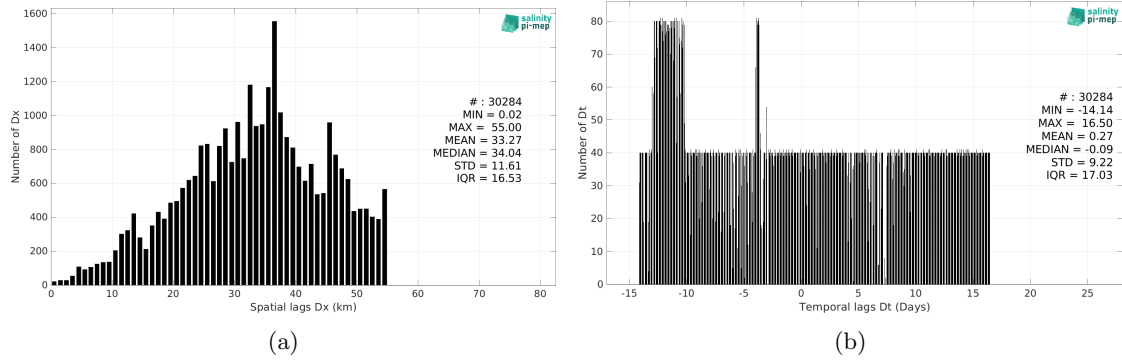 1600
1400
1200
1000
800
600
400
200
0
Number of Dx
0 10 20 30 40 50 60 70 80
Spatial lags Dx (km)
salinity
pi-mep
# : 30284
MIN = 0.02
MAX = 55.00
MEAN = 33.27
MEDIAN = 34.04
STD = 11.61
IQR = 16.53
(a)
80
70
60
50
40
30
20
10
0
Number of Dt
-15 -10 -5 0 5 10 15 20 25
Temporal lags Dt (Days)
salinity
pi-mep
# : 30284
MIN = -14.14
MAX = 16.50
MEAN = 0.27
MEDIAN = -0.09
STD = 9.22
IQR = 17.03
(b)